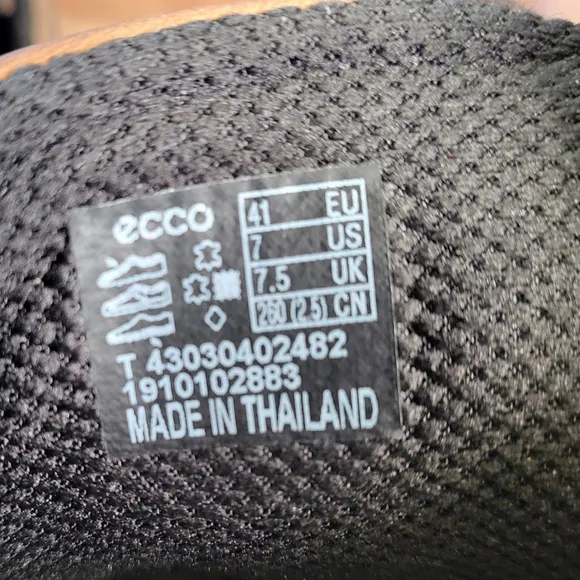 ecco
41 EU
7 US
7.5 UK
260 (2.5) CN
T 43030402482
1910102883
MADE IN THAILAND